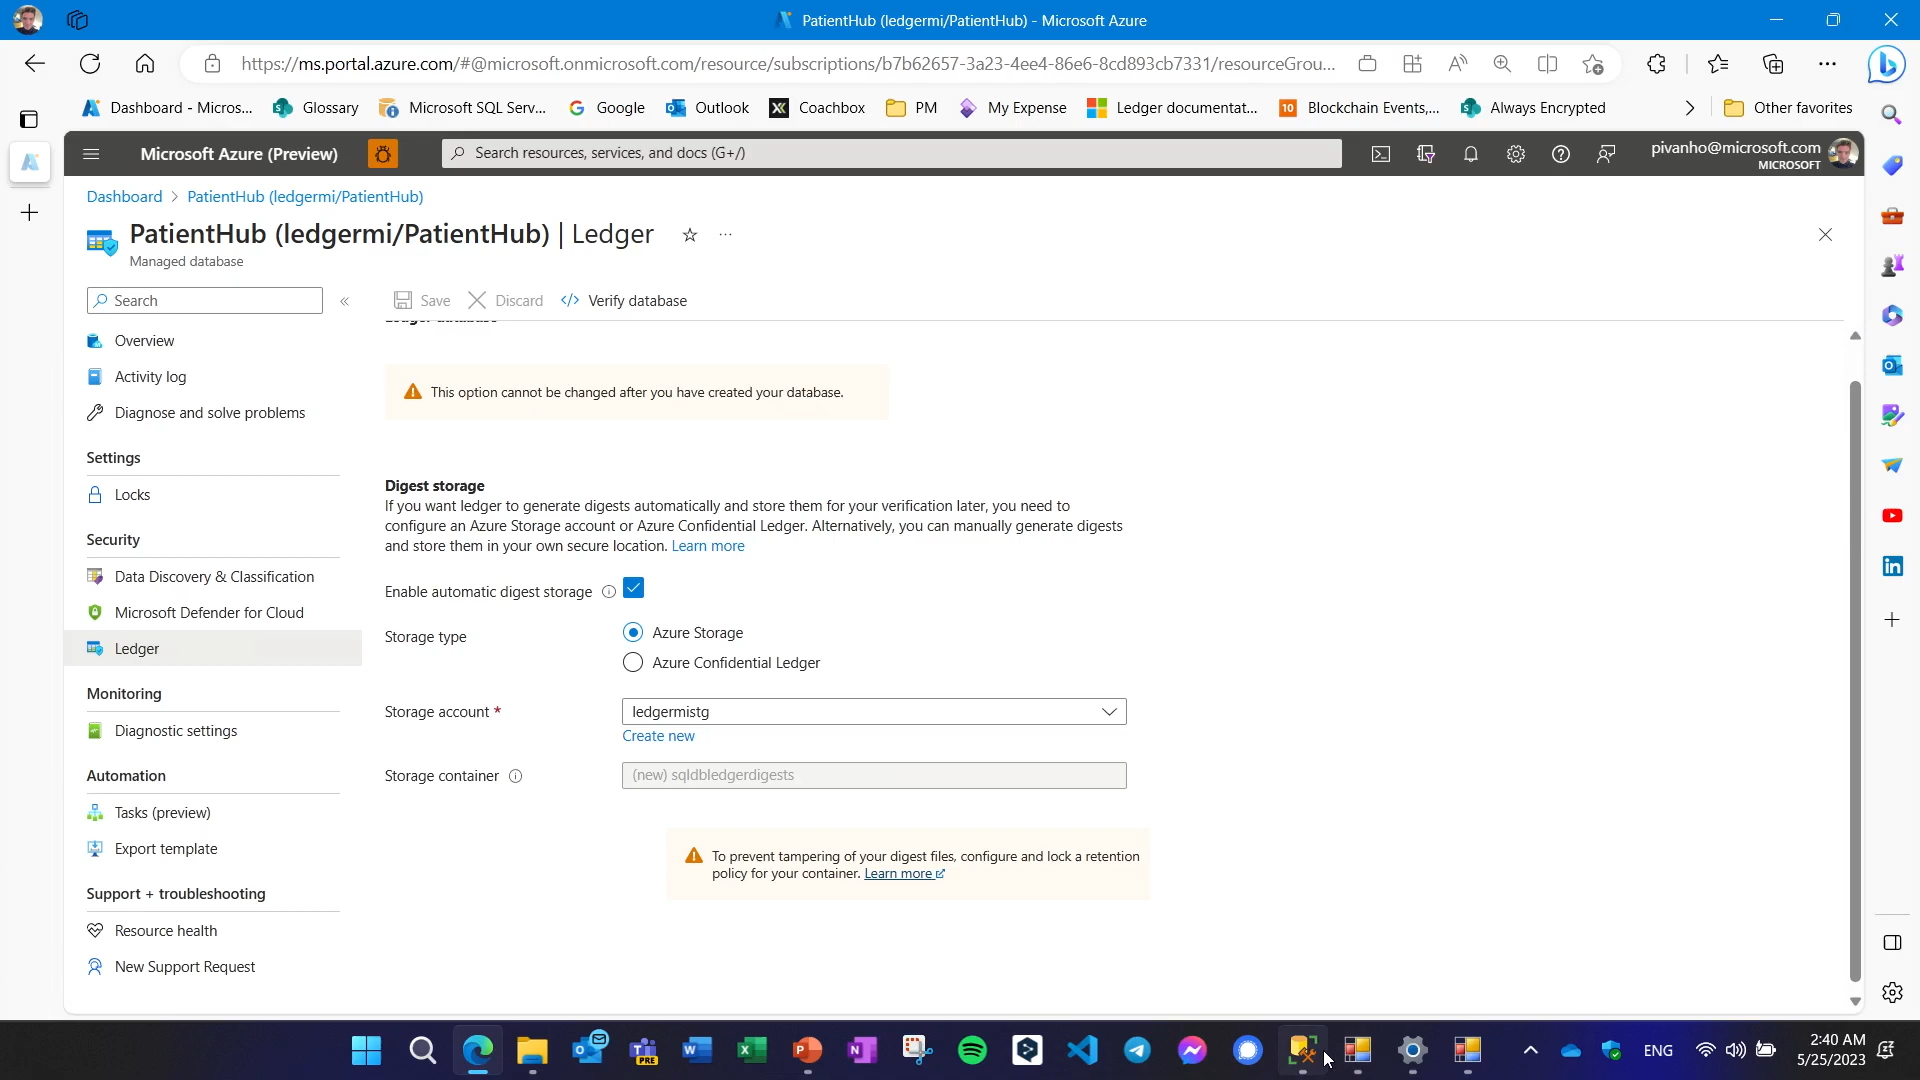 PatientHub (ledgermi/PatientHub) - Microsoft Azure
https://ms.portal.azure.com/#@microsoft.onmicrosoft.com/resource/subscriptions/b7b62657-3a23-4ee4-86e6-8cd893cb7331/resourceGrou...
Dashboard - Micros...
Glossary
Microsoft SQL Serv...
Google
Outlook
Coachbox
PM
My Expense
Ledger documentat...
10
Blockchain Events,...
Always Encrypted
Other favorites
Microsoft Azure (Preview)
Search resources, services, and docs (G+/)
pivanho@microsoft.com
MICROSOFT
Dashboard > PatientHub (ledgermi/PatientHub)
PatientHub (ledgermi/PatientHub) | Ledger
Managed database
Search
Save
Discard
Verify database
Overview
Activity log
Diagnose and solve problems
Settings
Locks
Security
Data Discovery & Classification
Microsoft Defender for Cloud
Ledger
Monitoring
Diagnostic settings
Automation
Tasks (preview)
Export template
Support + troubleshooting
Resource health
New Support Request
This option cannot be changed after you have created your database.
Digest storage
If you want ledger to generate digests automatically and store them for your verification later, you need to
configure an Azure Storage account or Azure Confidential Ledger. Alternatively, you can manually generate digests
and store them in your own secure location. Learn more
Enable automatic digest storage
Storage type
Azure Storage
Azure Confidential Ledger
Storage account *
ledgermistg
Create new
Storage container
(new) sqldbledgerdigests
To prevent tampering of your digest files, configure and lock a retention
policy for your container. Learn more
ENG
2:40 AM
5/25/2023